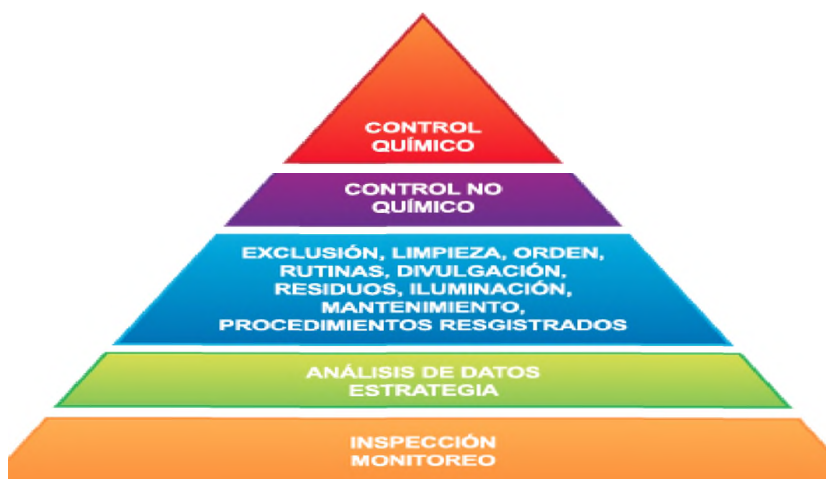 CONTROL
QUÍMICO
CONTROL NO
QUÍMICO
EXCLUSIÓN, LIMPIEZA, ORDEN,
RUTINAS, DIVULGACIÓN,
RESIDUOS, ILUMINACIÓN,
MANTENIMIENTO,
PROCEDIMIENTOS RESGISTRADOS
ANÁLISIS DE DATOS
ESTRATEGIA
INSPECCIÓN
MONITOREO